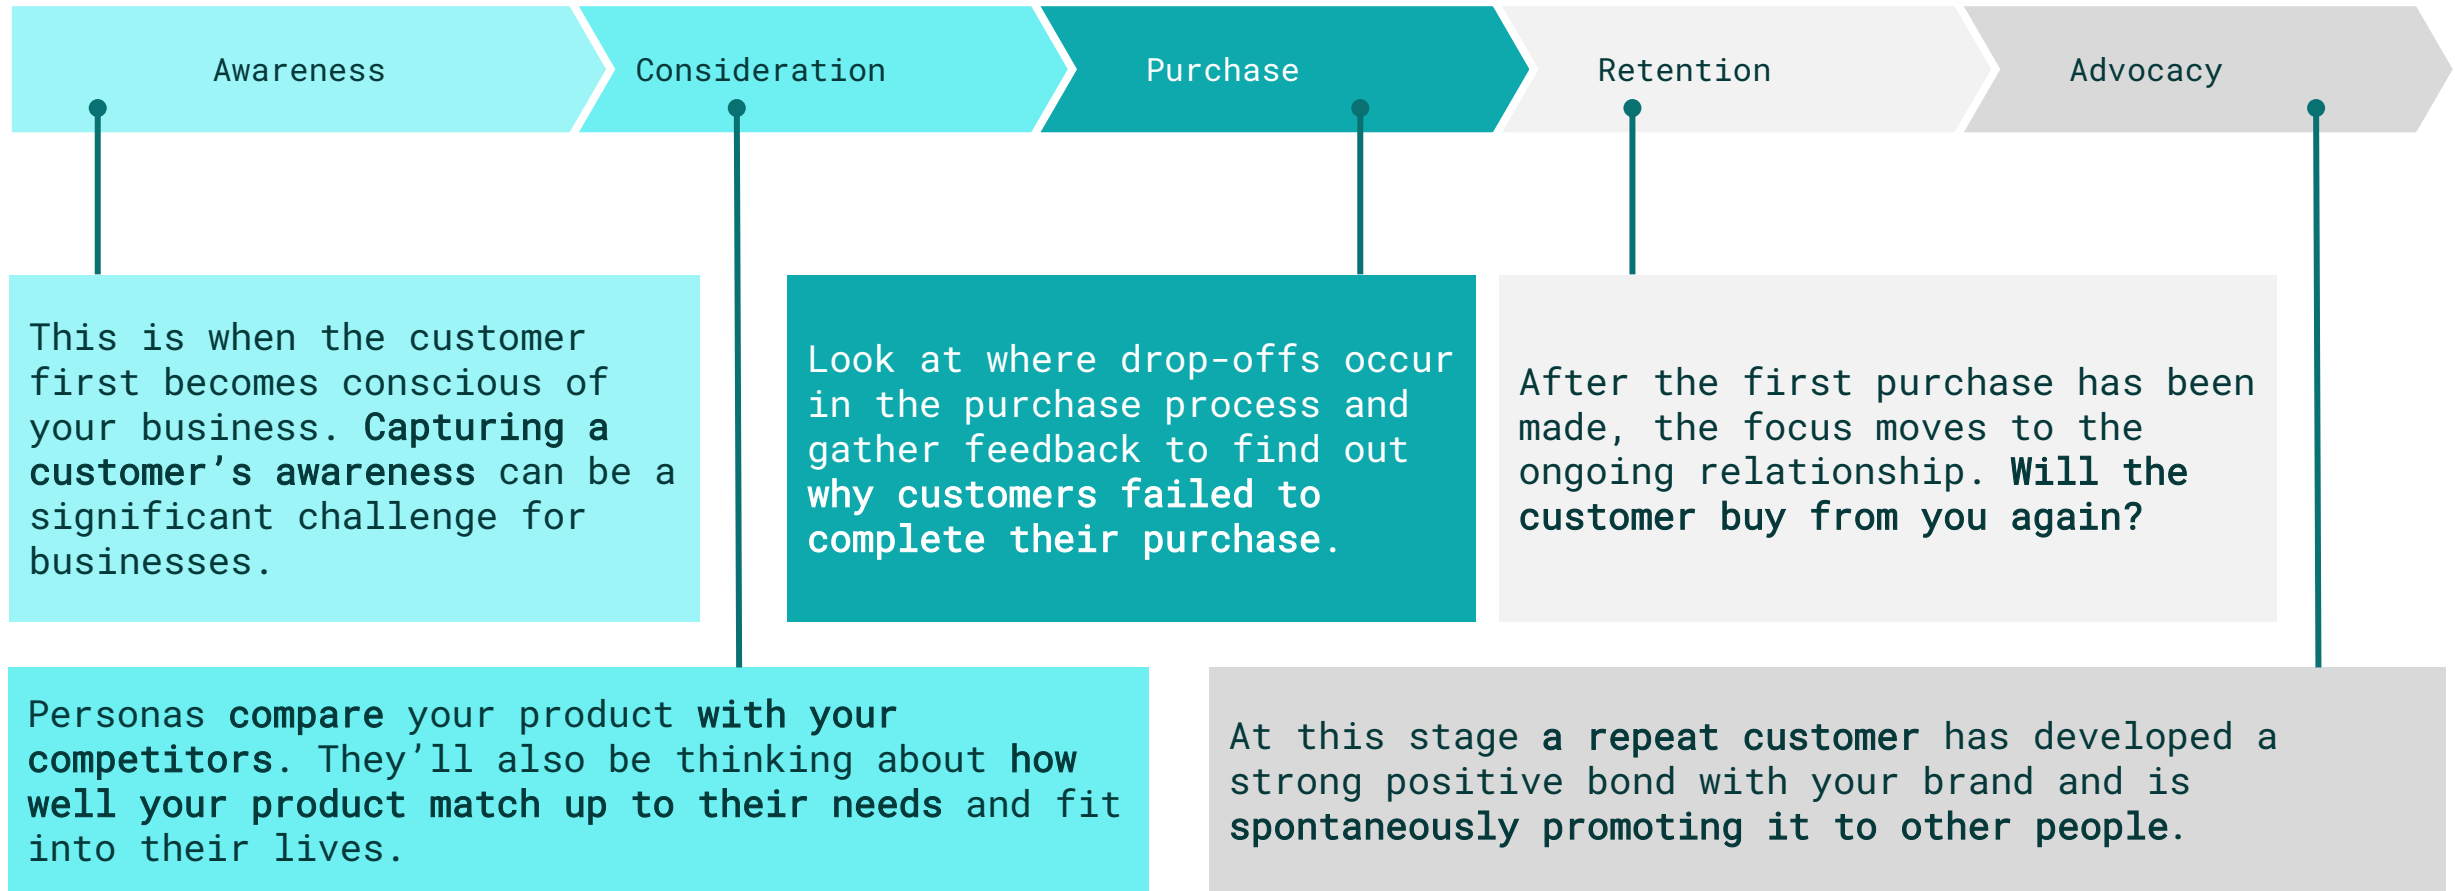 Awareness
Consideration
Purchase
Retention
Advocacy
This is when the customer
first becomes conscious of
your business. Capturing a
customer’s awareness can be a
significant challenge for
businesses.
Look at where drop-offs occur
in the purchase process and
gather feedback to find out
why customers failed to
complete their purchase.
After the first purchase has been
made, the focus moves to the
ongoing relationship. Will the
customer buy from you again?
Personas compare your product with your
competitors. They’ll also be thinking about how
well your product match up to their needs and fit
into their lives.
At this stage a repeat customer has developed a
strong positive bond with your brand and is
spontaneously promoting it to other people.